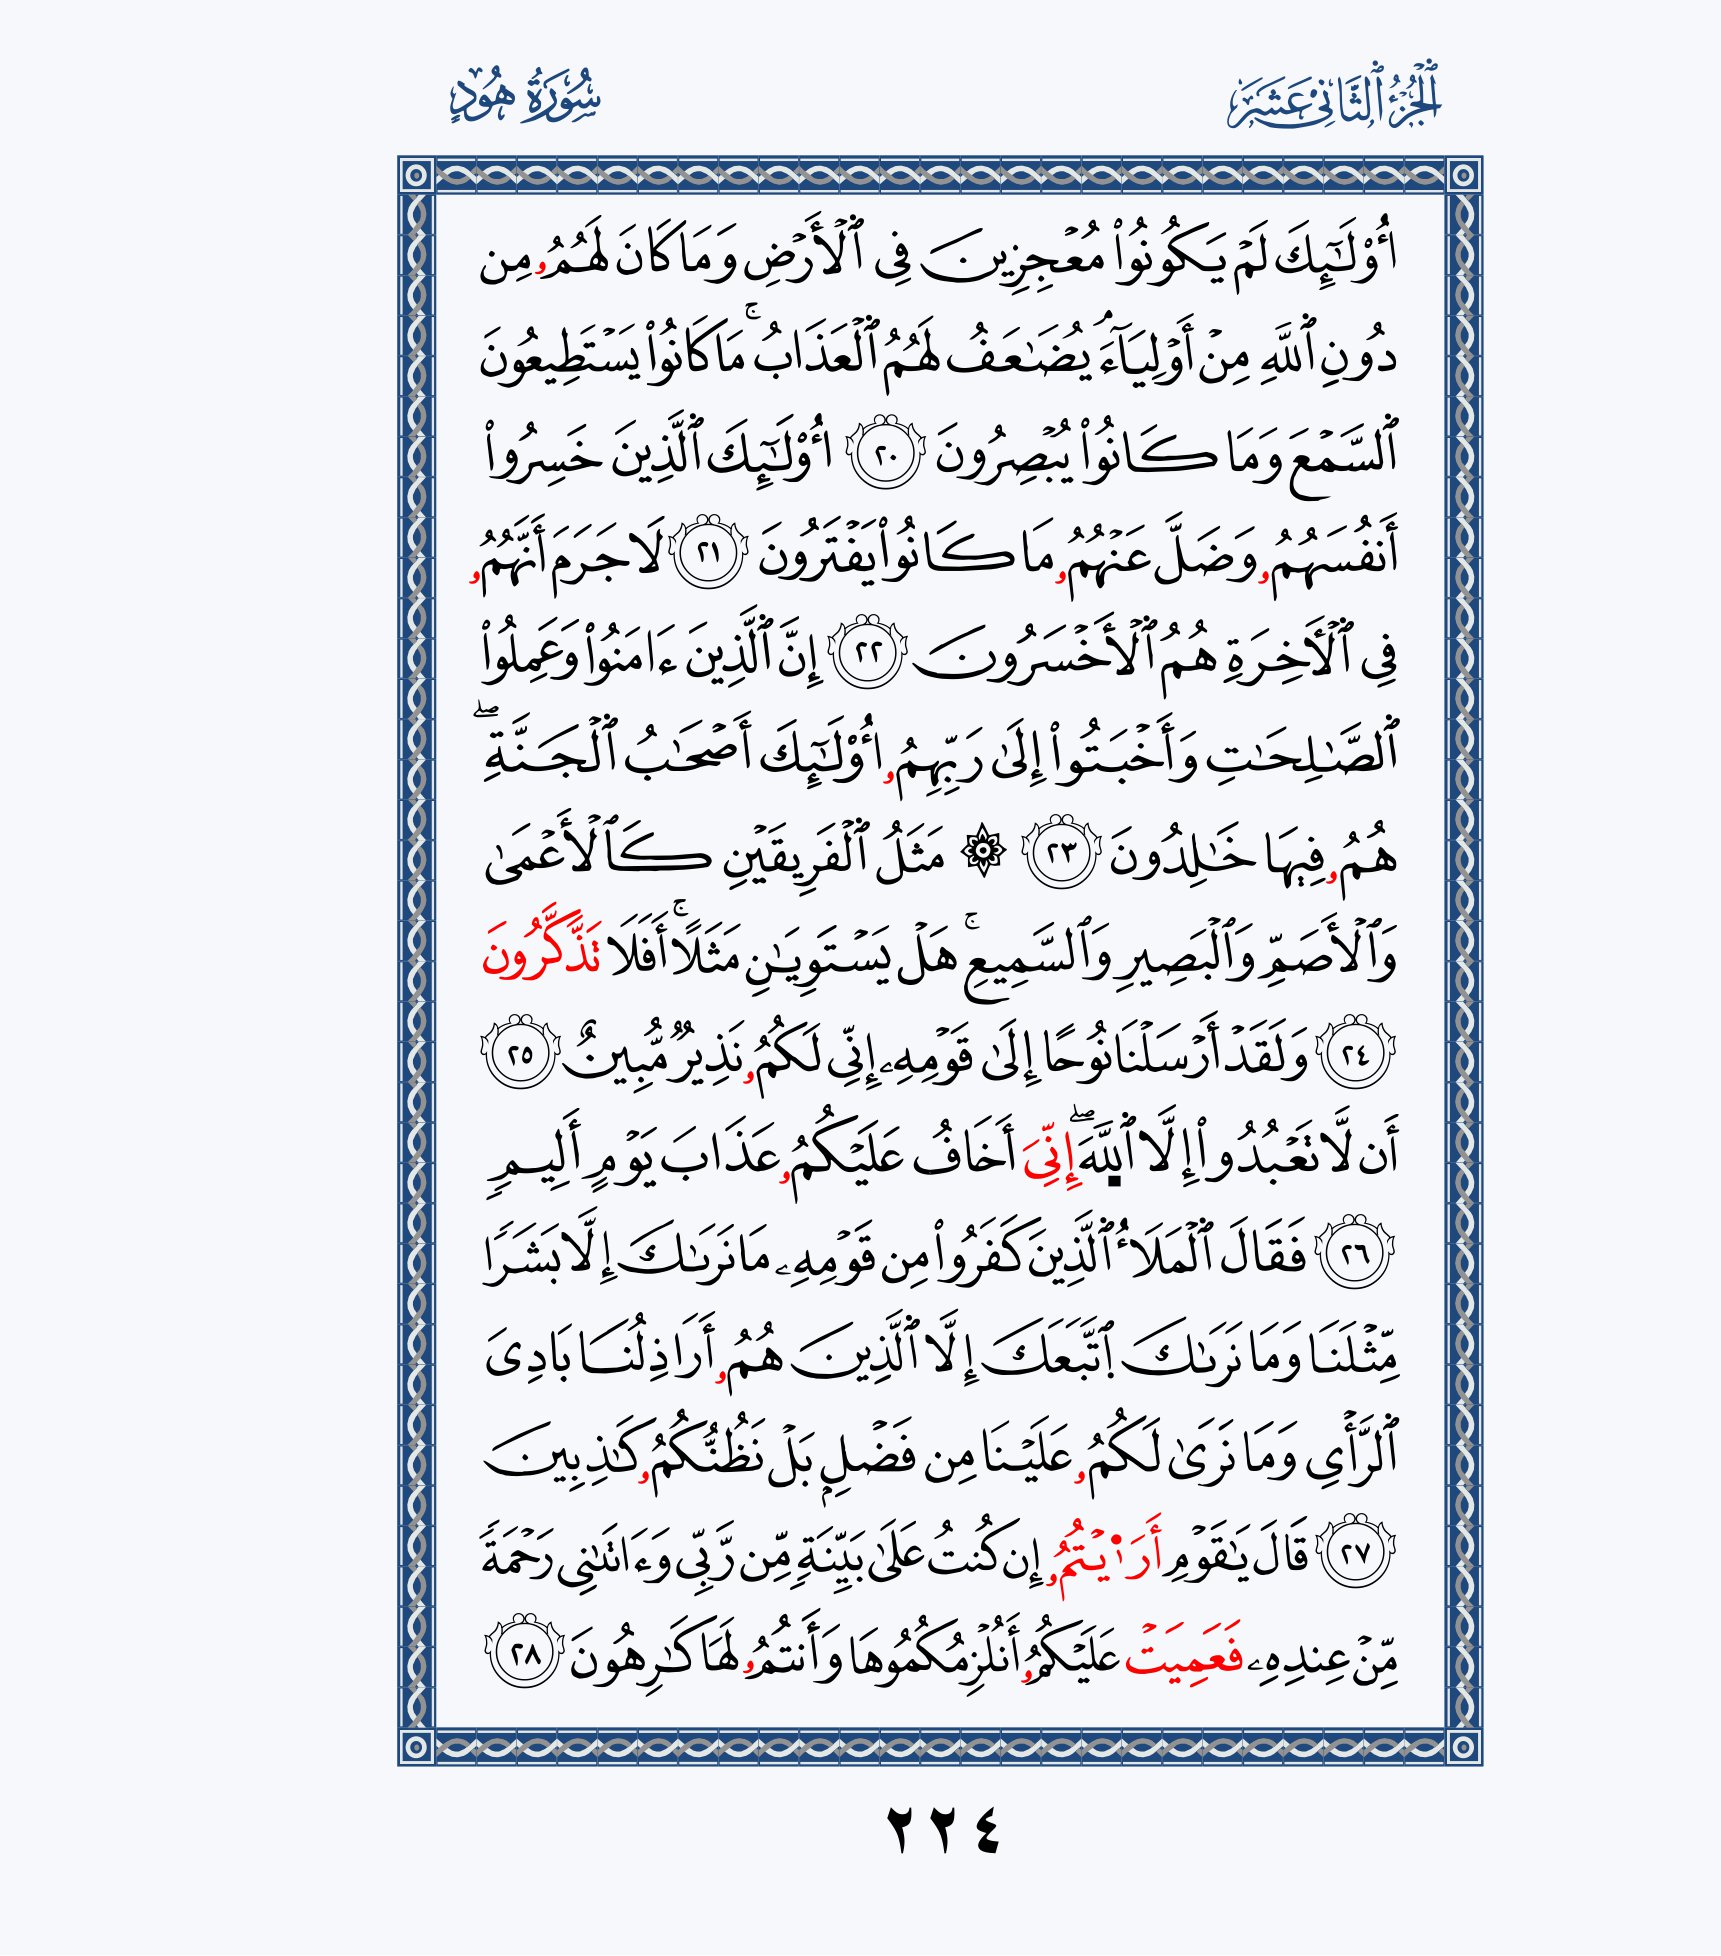 الجُزْءُ ٱلثَّانِى عَشَرَ
سُورَةُ هُودٍ
أُوْلَٰٓئِكَ لَمۡ يَكُونُواْ مُعۡجِزِينَ فِى ٱلۡأَرۡضِ وَمَا كَانَ لَهُمُۥ مِن
دُونِ ٱللَّهِ مِنۡ أَوۡلِيَآءَۘ يُضَٰعَفُ لَهُمُ ٱلۡعَذَابُۚ مَا كَانُواْ يَسۡتَطِيعُونَ
ٱلسَّمۡعَ وَمَا كَانُواْ يُبۡصِرُونَ ٢٠ أُوْلَٰٓئِكَ ٱلَّذِينَ خَسِرُواْ
أَنفُسَهُمُۥ وَضَلَّ عَنۡهُمُۥ مَا كَانُواْ يَفۡتَرُونَ ٢١ لَا جَرَمَ أَنَّهُمُۥ
فِى ٱلۡأٓخِرَةِ هُمُ ٱلۡأَخۡسَرُونَ ٢٢ إِنَّ ٱلَّذِينَ ءَامَنُواْ وَعَمِلُواْ
ٱلصَّٰلِحَٰتِ وَأَخۡبَتُواْ إِلَىٰ رَبِّهِمُۥ أُوْلَٰٓئِكَ أَصۡحَٰبُ ٱلۡجَنَّةِۖ
هُمُۥ فِيهَا خَٰلِدُونَ ٢٣ ۞ مَثَلُ ٱلۡفَرِيقَيۡنِ كَٱلۡأَعۡمَىٰ
وَٱلۡأَصَمِّ وَٱلۡبَصِيرِ وَٱلسَّمِيعِۚ هَلۡ يَسۡتَوِيَٰنِ مَثَلًاۚ أَفَلَا تَذَّكَّرُونَ
٢٤ وَلَقَدۡ أَرۡسَلۡنَا نُوحًا إِلَىٰ قَوۡمِهِۦ إِنِّى لَكُمُۥ نَذِيرٌ مُّبِينٌ ٢٥
أَن لَّا تَعۡبُدُواْ إِلَّا ٱللَّهَۖ إِنِّىَ أَخَافُ عَلَيۡكُمُۥ عَذَابَ يَوۡمٍ أَلِيمٍ
٢٦ فَقَالَ ٱلۡمَلَأُ ٱلَّذِينَ كَفَرُواْ مِن قَوۡمِهِۦ مَا نَرَىٰكَ إِلَّا بَشَرًا
مِّثۡلَنَا وَمَا نَرَىٰكَ ٱتَّبَعَكَ إِلَّا ٱلَّذِينَ هُمُۥ أَرَاذِلُنَا بَادِىَ
ٱلرَّأۡىِ وَمَا نَرَىٰ لَكُمُۥ عَلَيۡنَا مِن فَضۡلِۭ بَلۡ نَظُنُّكُمُۥ كَٰذِبِينَ
٢٧ قَالَ يَٰقَوۡمِ أَرَا۬يۡتُمُۥ إِن كُنتُ عَلَىٰ بَيِّنَةٍ مِّن رَّبِّى وَءَاتَىٰنِى رَحۡمَةً
مِّنۡ عِندِهِۦ فَعَمِيَتۡ عَلَيۡكُمُۥ أَنُلۡزِمُكُمُوهَا وَأَنتُمُۥ لَهَا كَٰرِهُونَ ٢٨
٢٢٤